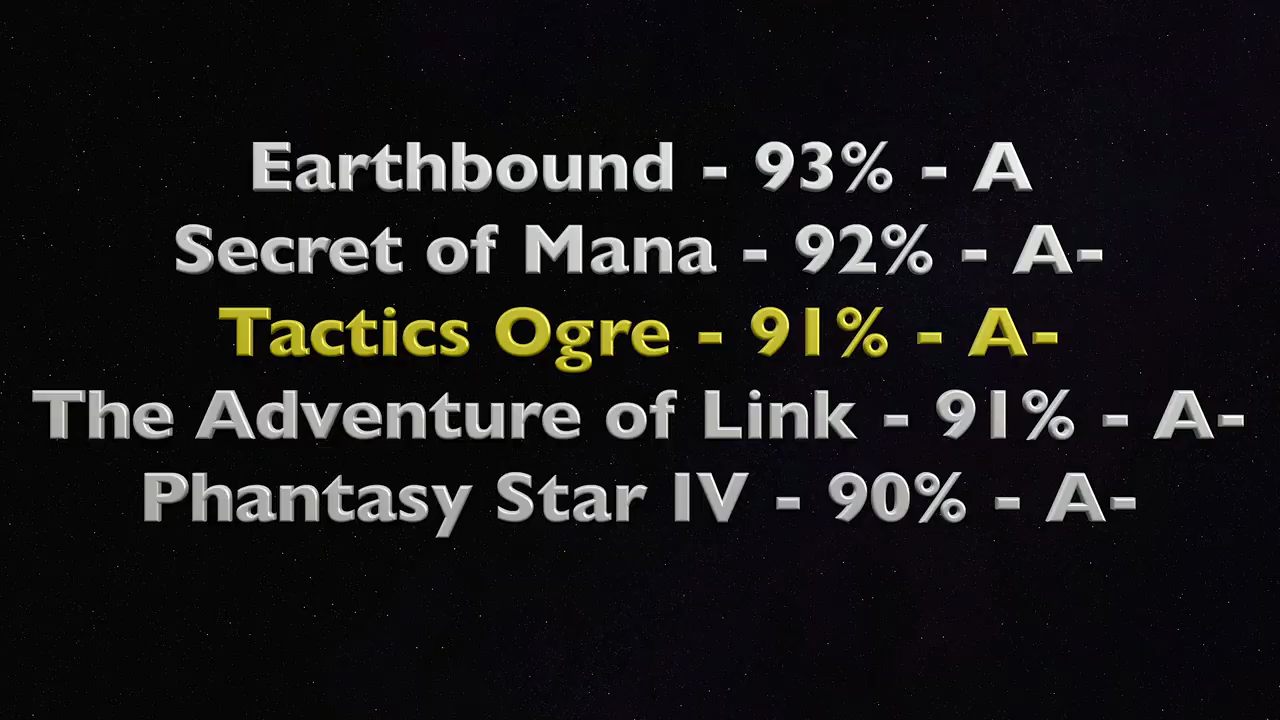 Earthbound - 93% - A
Secret of Mana - 92% - A-
Tactics Ogre - 91% - A-
The Adventure of Link - 91% - A-
Phantasy Star IV - 90% - A-